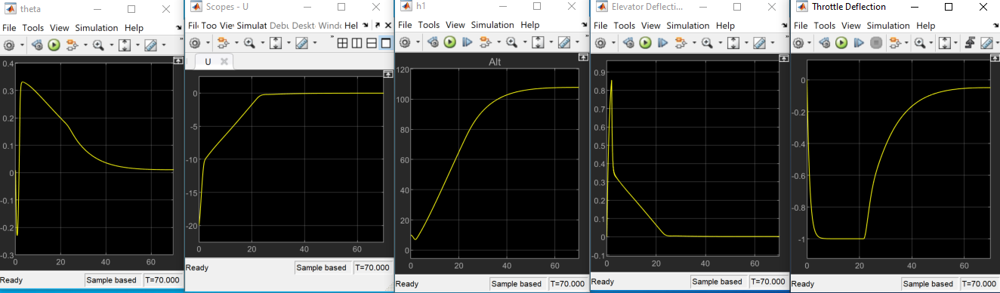 theta
File Tools View Simulation Help
0.4
0.3
0.2
0.1
0
-0.1
-0.2
-0.3
0 20 40 60
Ready Sample based T=70.000
Scopes - U
Fil Too Vie Simulat Debu Deskt Windo Hel
U
0
-5
-10
-15
-20
0 20 40 60
Ready Sample based T=70.000
h1
File Tools View Simulation Help
Alt
120
100
80
60
40
20
0
0 20 40 60
Ready Sample based T=70.000
Elevator Deflecti...
File Tools View Simulation Help
0.9
0.8
0.7
0.6
0.5
0.4
0.3
0.2
0.1
0
-0.1
0 20 40 60
Ready Sample based T=70.000
Throttle Deflection
File Tools View Simulation Help
0
-0.2
-0.4
-0.6
-0.8
-1
0 20 40 60
Ready Sample based T=70.000